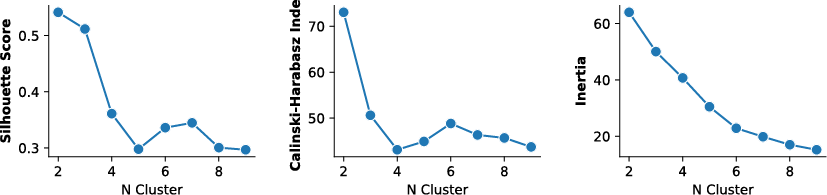 Silhouette Score
0.5
0.4
0.3
2 4 6 8
N Cluster
Calinski-Harabasz Inde
70
60
50
2 4 6 8
N Cluster
Inertia
60
40
20
2 4 6 8
N Cluster